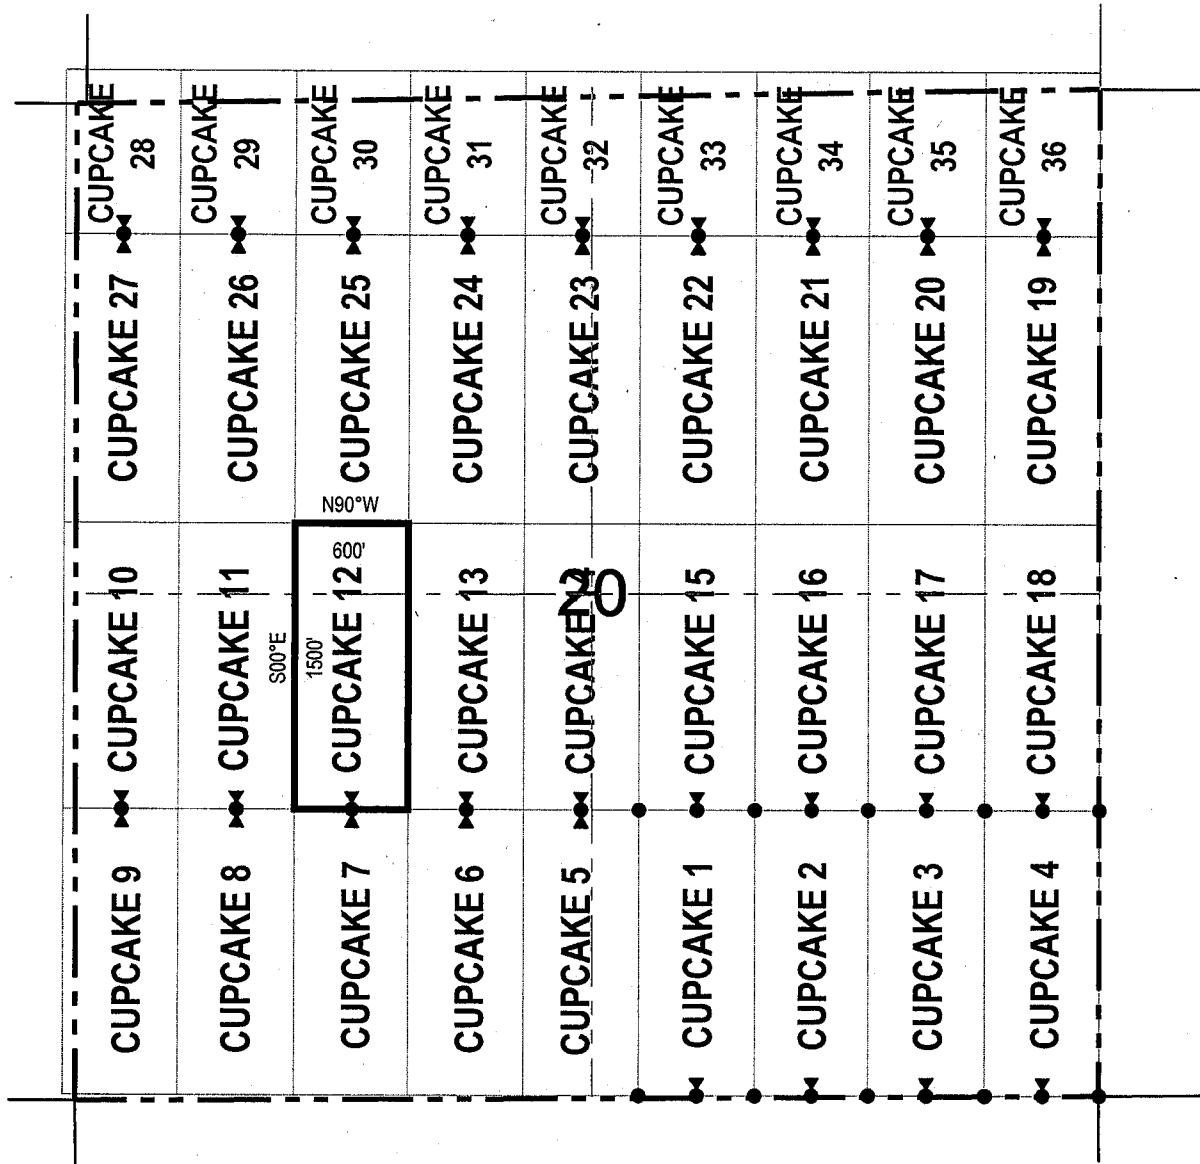 CUPCAKE
28
CUPCAKE
29
CUPCAKE
30
CUPCAKE
31
CUPCAKE
32
CUPCAKE
33
CUPCAKE
34
CUPCAKE
35
CUPCAKE
36
CUPCAKE 27
CUPCAKE 26
CUPCAKE 25
CUPCAKE 24
CUPCAKE 23
CUPCAKE 22
CUPCAKE 21
CUPCAKE 20
CUPCAKE 19
N90°W
600'
S00°E
1500'
CUPCAKE 10
CUPCAKE 11
CUPCAKE 12
CUPCAKE 13
CUPCAKE
20
CUPCAKE 15
CUPCAKE 16
CUPCAKE 17
CUPCAKE 18
CUPCAKE 9
CUPCAKE 8
CUPCAKE 7
CUPCAKE 6
CUPCAKE 5
CUPCAKE 1
CUPCAKE 2
CUPCAKE 3
CUPCAKE 4